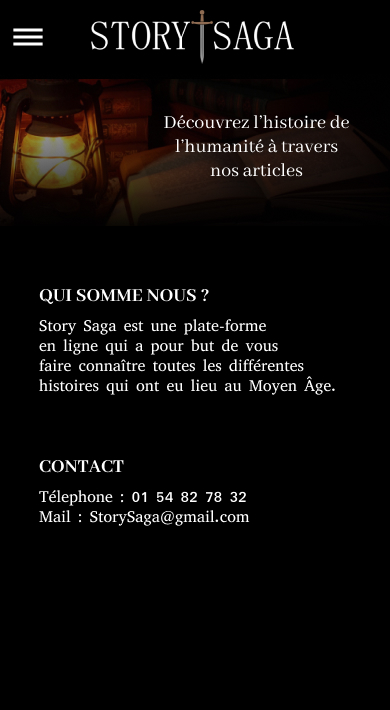 STORY SAGA
Découvrez l'histoire de
l'humanité à travers
nos articles
QUI SOMME NOUS ?
Story Saga est une plate-forme
en ligne qui a pour but de vous
faire connaître toutes les différentes
histoires qui ont eu lieu au Moyen Âge.
CONTACT
Télephone : 01 54 82 78 32
Mail : StorySaga@gmail.com